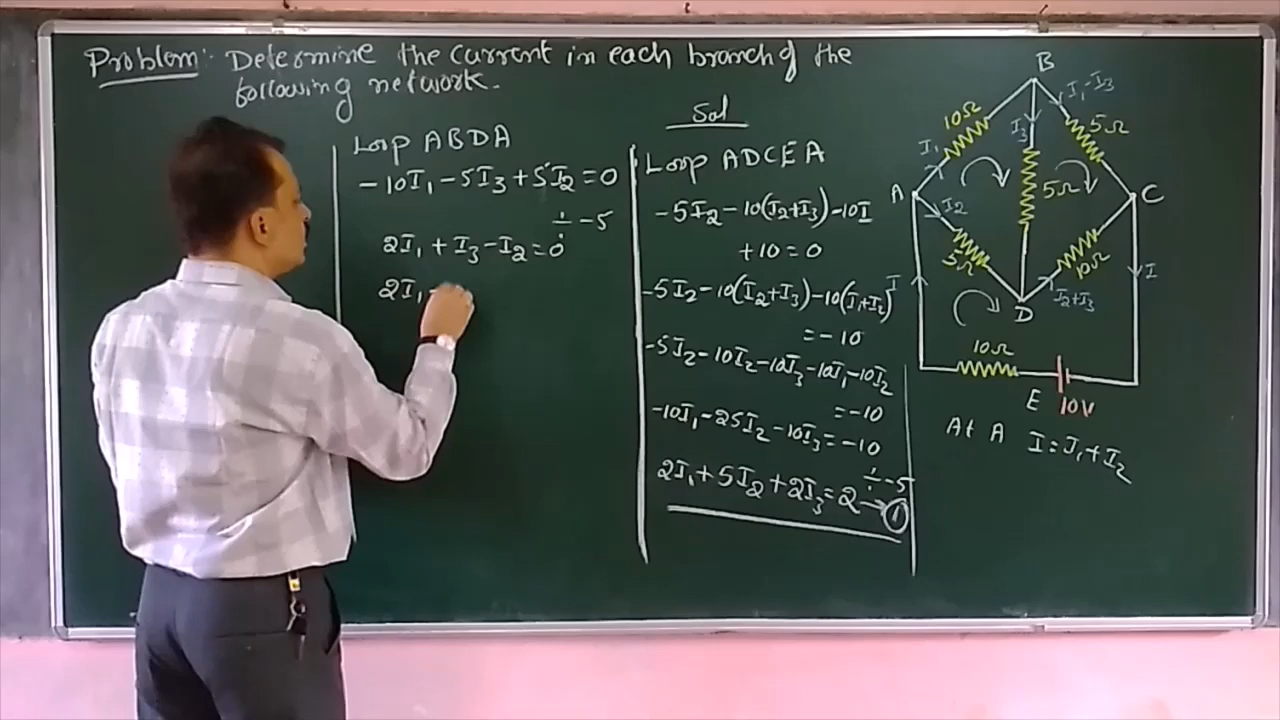 Problem: Determine the current in each branch of the
following network.
Sol
Loop ABDA
-10I₁ - 5I₃ + 5I₂ = 0
÷ -5
2I₁ + I₃ - I₂ = 0
2I₁
Loop ADCEA
-5I₂ - 10(I₂+I₃) - 10I
+10 = 0
-5I₂ - 10(I₂+I₃) - 10(I₁+I₂)
= -10
-5I₂ - 10I₂ - 10I₃ - 10I₁ - 10I₂
= -10
-10I₁ - 25I₂ - 10I₃ = -10
÷ -5
2I₁ + 5I₂ + 2I₃ = 2 → ①
B
10Ω
I₁
I₃
I₁-I₃
5Ω
A
5Ω
C
I₂
5Ω
10Ω
I
I
D
I₂+I₃
10Ω
E
10V
At A I = I₁ + I₂